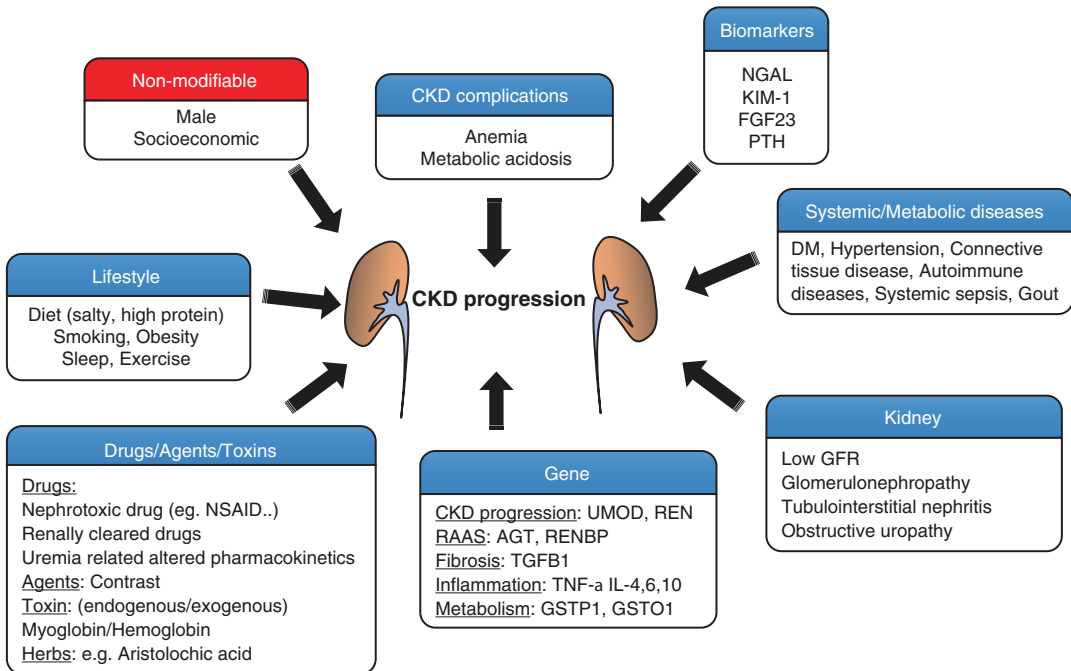 Non-modifiable
Male
Socioeconomic
CKD complications
Anemia
Metabolic acidosis
Biomarkers
NGAL
KIM-1
FGF23
PTH
Systemic/Metabolic diseases
DM, Hypertension, Connective
tissue disease, Autoimmune
diseases, Systemic sepsis, Gout
Lifestyle
Diet (salty, high protein)
Smoking, Obesity
Sleep, Exercise
CKD progression
Drugs/Agents/Toxins
Drugs:
Nephrotoxic drug (eg. NSAID..)
Renally cleared drugs
Uremia related altered pharmacokinetics
Agents: Contrast
Toxin: (endogenous/exogenous)
Myoglobin/Hemoglobin
Herbs: e.g. Aristolochic acid
Gene
CKD progression: UMOD, REN
RAAS: AGT, RENBP
Fibrosis: TGFB1
Inflammation: TNF-a IL-4,6,10
Metabolism: GSTP1, GSTO1
Kidney
Low GFR
Glomerulonephropathy
Tubulointerstitial nephritis
Obstructive uropathy